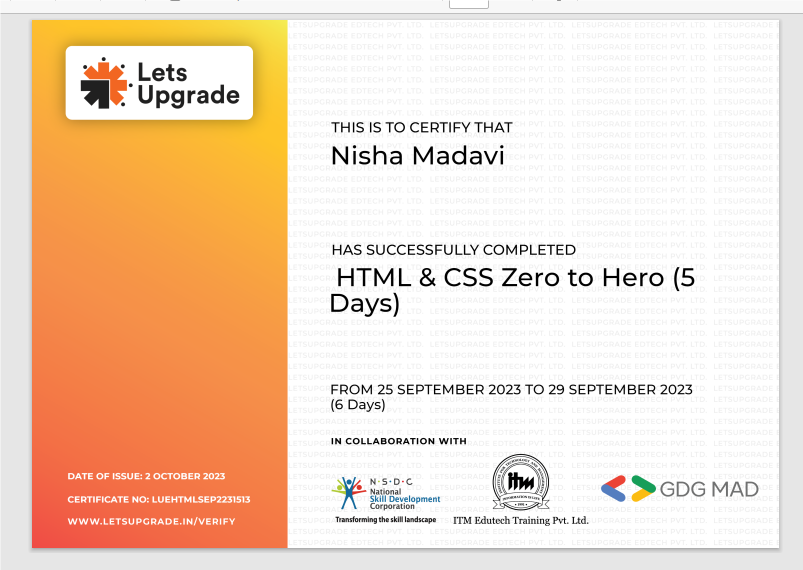 Lets
Upgrade
THIS IS TO CERTIFY THAT
Nisha Madavi
HAS SUCCESSFULLY COMPLETED
HTML & CSS Zero to Hero (5
Days)
FROM 25 SEPTEMBER 2023 TO 29 SEPTEMBER 2023
(6 Days)
IN COLLABORATION WITH
DATE OF ISSUE: 2 OCTOBER 2023
CERTIFICATE NO: LUEHTMLSEP2231513
WWW.LETSUPGRADE.IN/VERIFY
N·S·D·C
National
Skill Development
Corporation
Transforming the skill landscape
itm
ITM Edutech Training Pvt. Ltd.
GDG MAD
LETSUPGRADE EDTECH PVT. LTD.